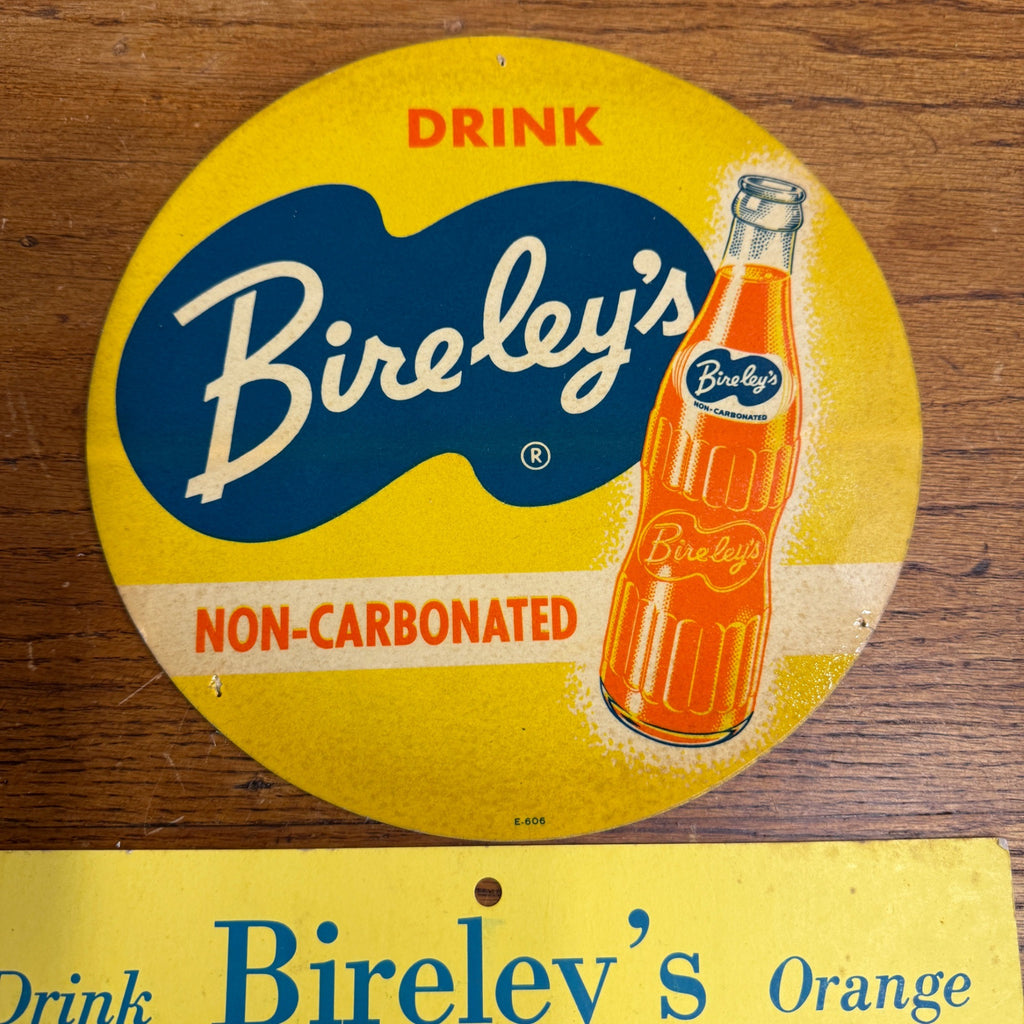 DRINK
Bireley's
®
Bireley's
NON-CARBONATED
Bireley's
NON-CARBONATED
E-606
Drink Bireley's Orange